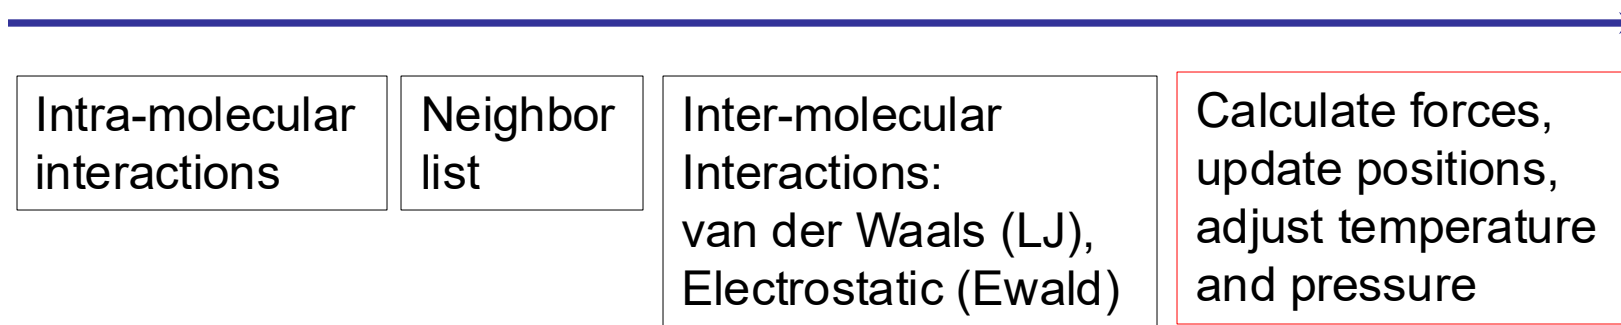 Intra-molecular
interactions
Neighbor
list
Inter-molecular
Interactions:
van der Waals (LJ),
Electrostatic (Ewald)
Calculate forces,
update positions,
adjust temperature
and pressure